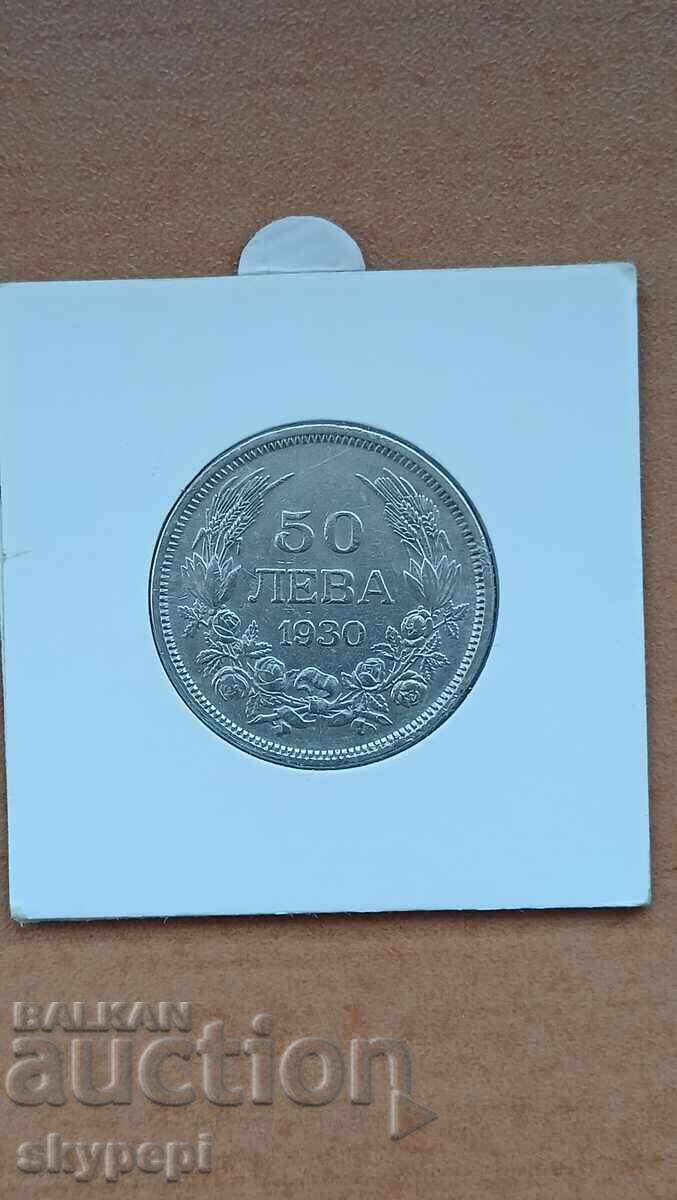 50
ЛЕВА
1930
BALKAN
auction
skypepi